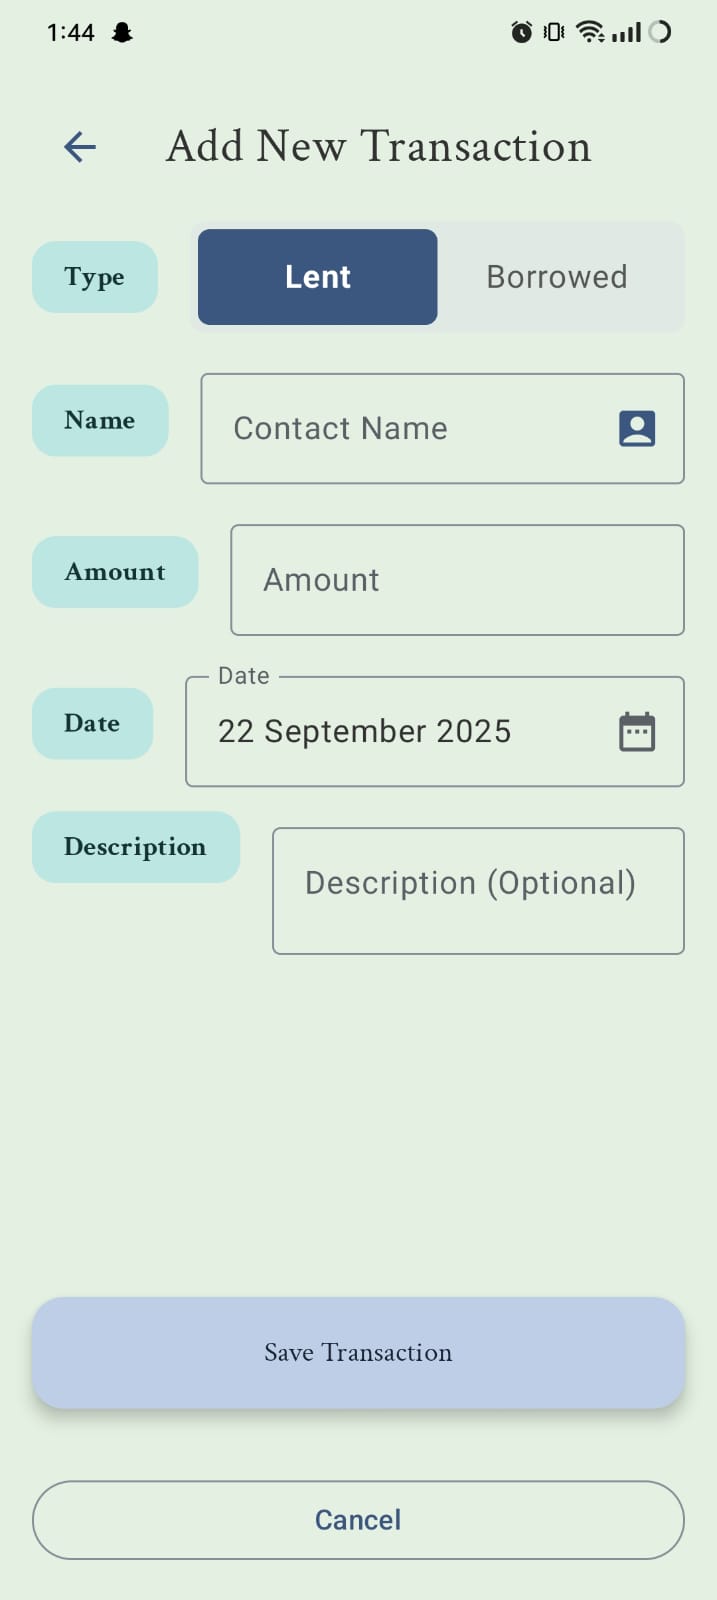 1:44
Add New Transaction
Type Lent Borrowed
Name Contact Name
Amount Amount
Date
Date 22 September 2025
Description Description (Optional)
Save Transaction
Cancel